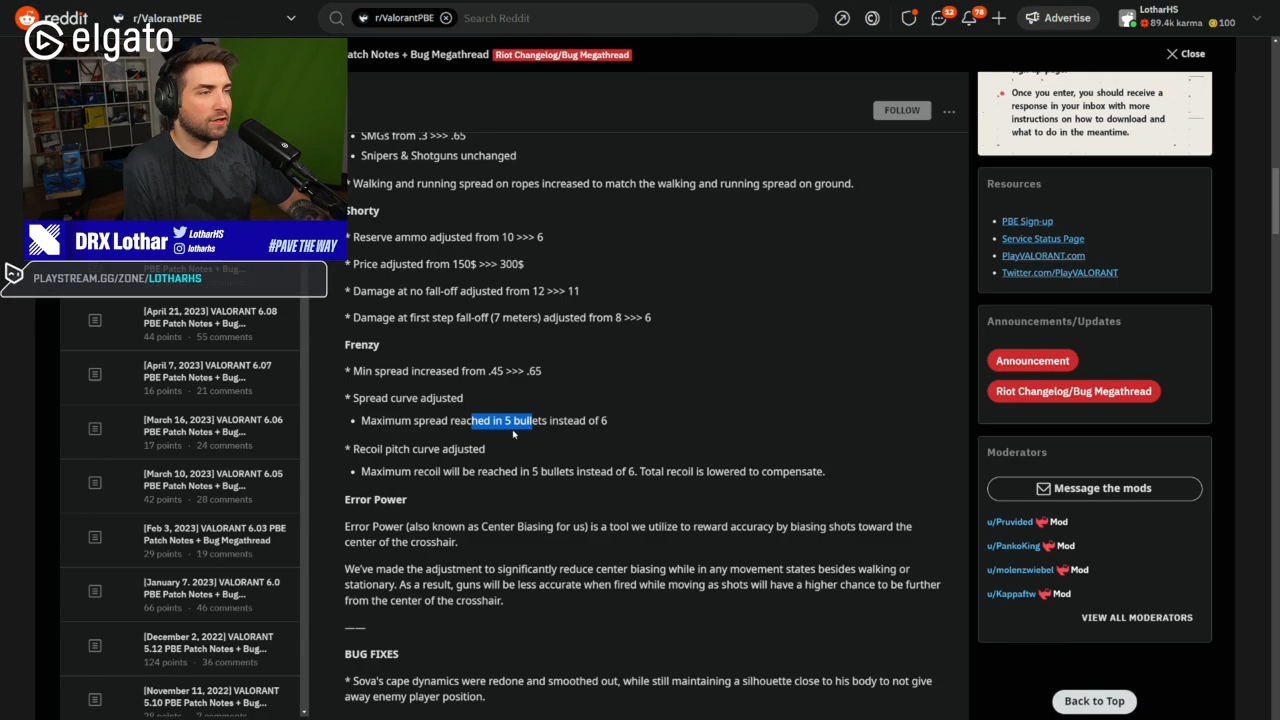 reddit
r/ValorantPBE
r/ValorantPBE
Search Reddit
12
78
Advertise
LotharHS
89.4k karma
100
elgato
atch Notes + Bug Megathread
Riot Changelog/Bug Megathread
Close
FOLLOW
SMGs from .3 >>> .65
• Snipers & Shotguns unchanged
* Walking and running spread on ropes increased to match the walking and running spread on ground.
Shorty
* Reserve ammo adjusted from 10 >>> 6
* Price adjusted from 150$ >>> 300$
* Damage at no fall-off adjusted from 12 >>> 11
* Damage at first step fall-off (7 meters) adjusted from 8 >>> 6
Frenzy
* Min spread increased from .45 >>> .65
* Spread curve adjusted
• Maximum spread reached in 5 bullets instead of 6
* Recoil pitch curve adjusted
• Maximum recoil will be reached in 5 bullets instead of 6. Total recoil is lowered to compensate.
Error Power
Error Power (also known as Center Biasing for us) is a tool we utilize to reward accuracy by biasing shots toward the
center of the crosshair.
We've made the adjustment to significantly reduce center biasing while in any movement states besides walking or
stationary. As a result, guns will be less accurate when fired while moving as shots will have a higher chance to be further
from the center of the crosshair.
——
BUG FIXES
* Sova's cape dynamics were redone and smoothed out, while still maintaining a silhouette close to his body to not give
away enemy player position.
DRX Lothar
LotharHS
lotharhs
#PAVE THE WAY
PLAYSTREAM.GG/ZONE/LOTHARHS
PBE Patch Notes + Bug...
[April 21, 2023] VALORANT 6.08
PBE Patch Notes + Bug...
44 points · 55 comments
[April 7, 2023] VALORANT 6.07
PBE Patch Notes + Bug...
16 points · 21 comments
[March 16, 2023] VALORANT 6.06
PBE Patch Notes + Bug...
17 points · 24 comments
[March 10, 2023] VALORANT 6.05
PBE Patch Notes + Bug...
42 points · 28 comments
[Feb 3, 2023] VALORANT 6.03 PBE
Patch Notes + Bug Megathread
29 points · 19 comments
[January 7. 2023] VALORANT 6.0
PBE Patch Notes + Bug...
66 points · 46 comments
[December 2, 2022] VALORANT
5.12 PBE Patch Notes + Bug...
124 points · 36 comments
[November 11, 2022] VALORANT
5.10 PBE Patch Notes + Bug...
Once you enter, you should receive a
response in your inbox with more
instructions on how to download and
what to do in the meantime.
Resources
• PBE Sign-up
• Service Status Page
• PlayVALORANT.com
• Twitter.com/PlayVALORANT
Announcements/Updates
Announcement
Riot Changelog/Bug Megathread
Moderators
Message the mods
u/Pruvided Mod
u/PankoKing Mod
u/molenzwiebel Mod
u/Kappaftw Mod
VIEW ALL MODERATORS
Back to Top